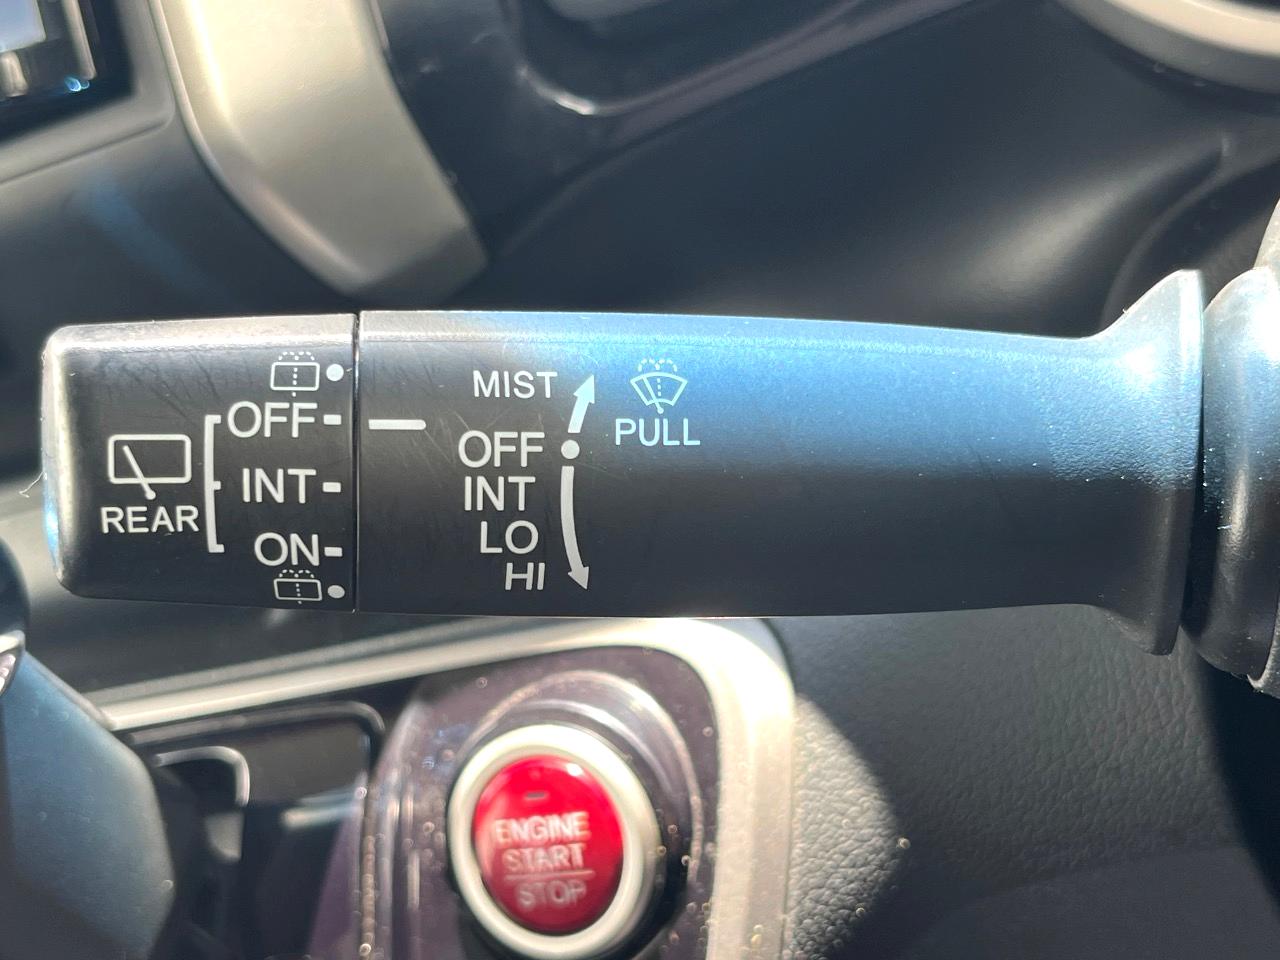 OFF
INT
REAR
ON
MIST
OFF
INT
LO
HI
PULL
ENGINE
START
STOP